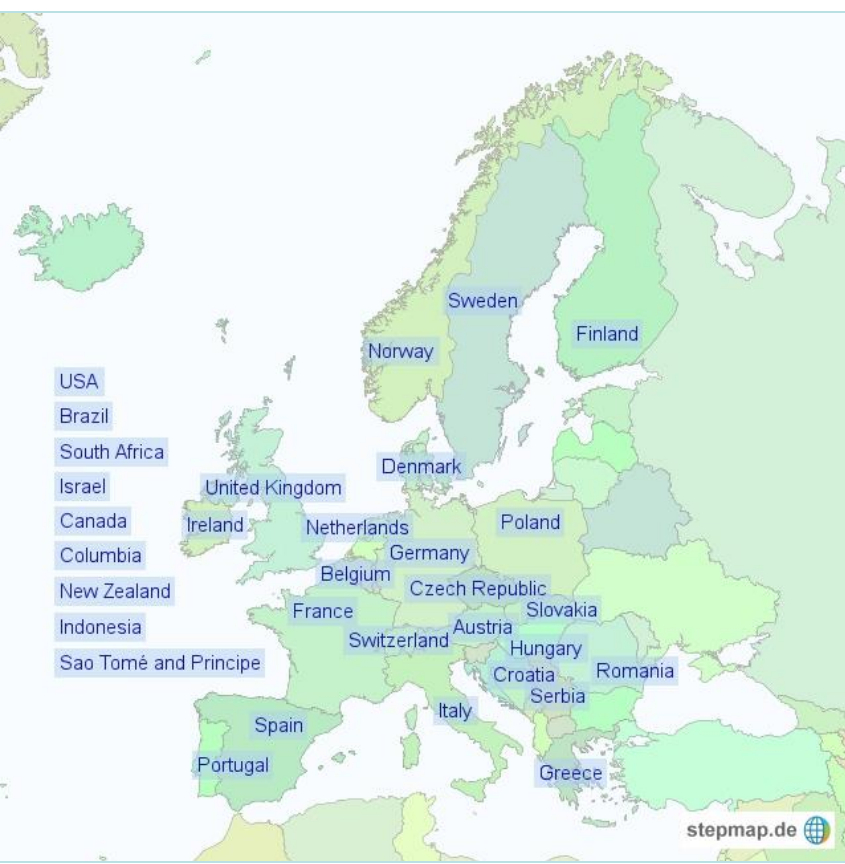 Sweden
Finland
Norway
USA
Brazil
South Africa
Denmark
Israel
United Kingdom
Canada
Ireland
Netherlands
Poland
Columbia
Germany
Belgium
New Zealand
Czech Republic
France
Slovakia
Indonesia
Austria
Switzerland
Hungary
Sao Tomé and Principe
Croatia
Romania
Serbia
Italy
Spain
Portugal
Greece
stepmap.de